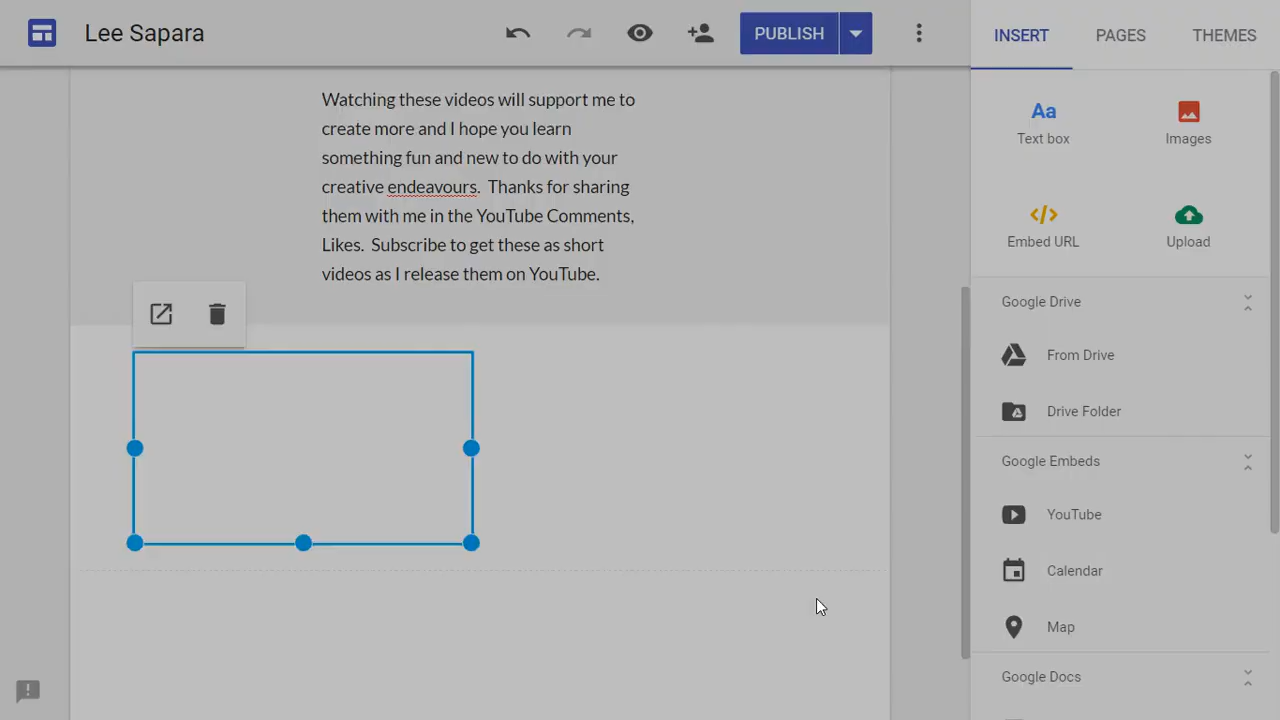 Lee Sapara
PUBLISH
INSERT
PAGES
THEMES
Watching these videos will support me to
create more and I hope you learn
something fun and new to do with your
creative endeavours.  Thanks for sharing
them with me in the YouTube Comments,
Likes.  Subscribe to get these as short
videos as I release them on YouTube.
Aa
Text box
Images
Embed URL
Upload
Google Drive
From Drive
Drive Folder
Google Embeds
YouTube
Calendar
Map
Google Docs